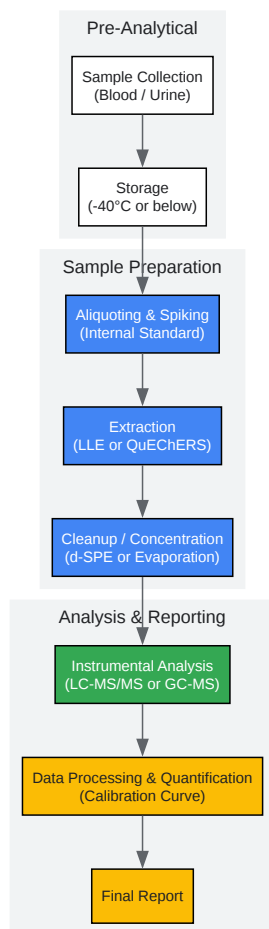 Pre-Analytical
Sample Collection
(Blood / Urine)
Storage
(-40°C or below)
Sample Preparation
Aliquoting & Spiking
(Internal Standard)
Extraction
(LLE or QuEChERS)
Cleanup / Concentration
(d-SPE or Evaporation)
Analysis & Reporting
Instrumental Analysis
(LC-MS/MS or GC-MS)
Data Processing & Quantification
(Calibration Curve)
Final Report